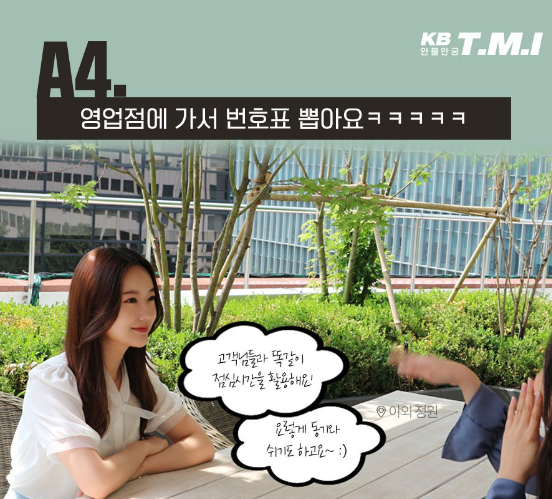 KB
안물안궁 T.M.I
A4.
영업점에 가서 번호표 뽑아요ㅋㅋㅋㅋㅋ
고객님들과 똑같이
점심시간을 활용해요!
요렇게 동기와
쉬기도 하고요~ :)
야외 정원